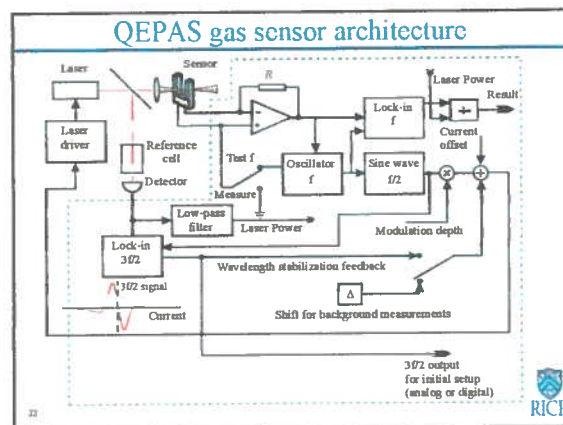 QEPAS gas sensor architecture
Laser
Sensor
R
Laser Power
Result
Lock-in
f
÷
Laser
driver
Reference
cell
Test f
Oscillator
f
Sine wave
f/2
Current
offset
Detector
Measure
×
+
Low-pass
filter
Laser Power
Modulation depth
Lock-in
3f/2
Wavelength stabilization feedback
3f/2 signal
Current
Δ
Shift for background measurements
3f/2 output
for initial setup
(analog or digital)
22
RICE